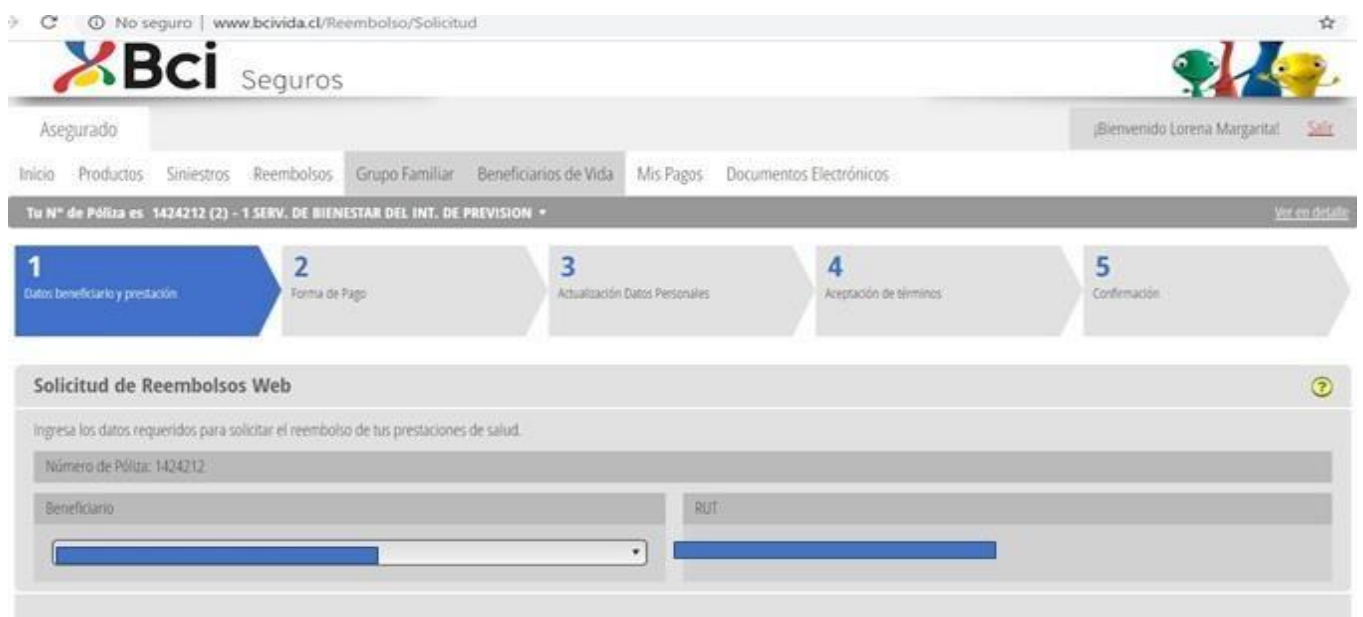 No seguro | www.bcivida.cl/Reembolso/Solicitud
Bci Seguros
Asegurado
¡Bienvenido Lorena Margarita! Salir
Inicio Productos Siniestros Reembolsos Grupo Familiar Beneficiarios de Vida Mis Pagos Documentos Electrónicos
Tu N° de Póliza es 1424212 (2) - 1 SERV. DE BIENESTAR DEL INT. DE PREVISION Ver en detalle
1 2 3 4 5
Datos beneficiario y prestación Forma de Pago Actualización Datos Personales Aceptación de términos Confirmación
Solicitud de Reembolsos Web ?
Ingresa los datos requeridos para solicitar el reembolso de tus prestaciones de salud.
Número de Póliza: 1424212
Beneficiario RUT